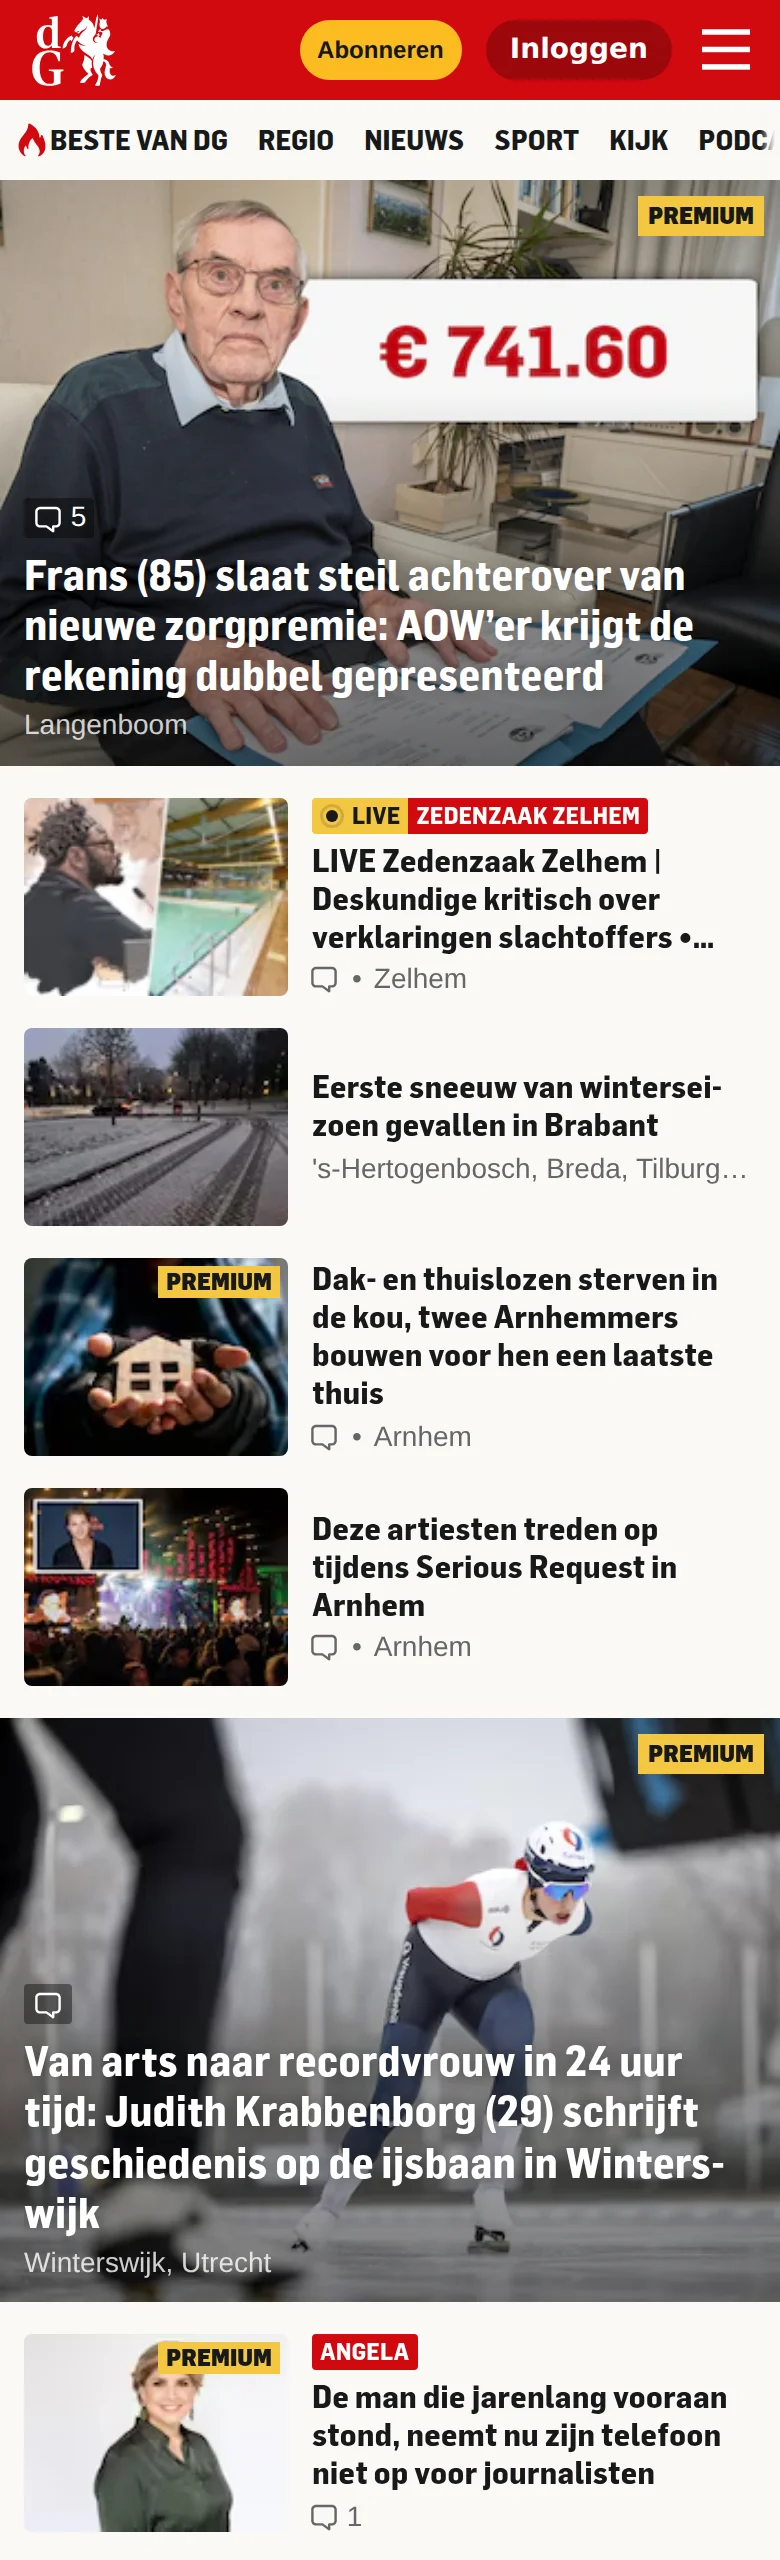 dG
Abonneren
Inloggen
BESTE VAN DG REGIO NIEUWS SPORT KIJK PODCA
PREMIUM
€ 741.60
5
Frans (85) slaat steil achterover van
nieuwe zorgpremie: AOW’er krijgt de
rekening dubbel gepresenteerd
Langenboom
LIVE ZEDENZAAK ZELHEM
LIVE Zedenzaak Zelhem |
Deskundige kritisch over
verklaringen slachtoffers •...
• Zelhem
Eerste sneeuw van wintersei-
zoen gevallen in Brabant
's-Hertogenbosch, Breda, Tilburg...
PREMIUM
Dak- en thuislozen sterven in
de kou, twee Arnhemmers
bouwen voor hen een laatste
thuis
• Arnhem
Deze artiesten treden op
tijdens Serious Request in
Arnhem
• Arnhem
PREMIUM
Van arts naar recordvrouw in 24 uur
tijd: Judith Krabbenborg (29) schrijft
geschiedenis op de ijsbaan in Winters-
wijk
Winterswijk, Utrecht
PREMIUM
ANGELA
De man die jarenlang vooraan
stond, neemt nu zijn telefoon
niet op voor journalisten
1